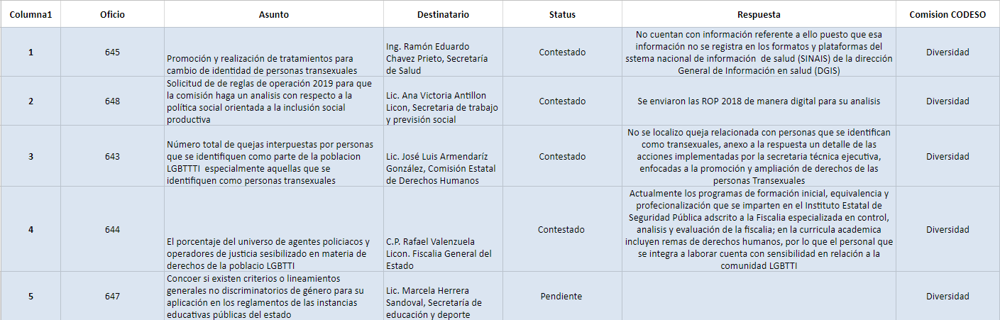 Columna1 Oficio Asunto Destinatario Status Respuesta Comision CODESO
1
645
Promoción y realización de tratamientos para
cambio de identidad de personas transexuales
Ing. Ramón Eduardo
Chavez Prieto, Secretaría
de Salud
Contestado
No cuentan con información referente a ello puesto que esa
información no se registra en los formatos y plataformas del
sstema nacional de información de salud (SINAIS) de la dirección
General de Información en salud (DGIS)
Diversidad
2
648
Solicitud de de reglas de operación 2019 para que
la comisión haga un analisis con respecto a la
política social orientada a la inclusión social
productiva
Lic. Ana Victoria Antillon
Licon, Secretaria de trabajo
y previsión social
Contestado
Se enviaron las ROP 2018 de manera digital para su analisis
Diversidad
3
643
Número total de quejas interpuestas por personas
que se identifiquen como parte de la poblacion
LGBTTTI especialmente aquellas que se
identifiquen como personas transexuales
Lic. José Luis Armendaríz
González, Comisión Estatal
de Derechos Humanos
Contestado
No se localizo queja relacionada con personas que se identifican
como transexuales, anexo a la respuesta un detalle de las
acciones implementadas por la secretaria técnica ejecutiva,
enfocadas a la promoción y ampliación de derechos de las
personas Transexuales
Diversidad
4
644
El porcentaje del universo de agentes policiacos y
operadores de justicia sesibilizado en materia de
derechos de la poblacio LGBTTI
C.P. Rafael Valenzuela
Licon. Fiscalia General del
Estado
Contestado
Actualmente los programas de formación inicial, equivalencia y
profecionalización que se imparten en el Instituto Estatal de
Seguridad Pública adscrito a la Fiscalia especializada en control,
analisis y evaluación de la fiscalia; en la curricula academica
incluyen remas de derechos humanos, por lo que el personal que
se integra a laborar cuenta con sensibilidad en relación a la
comunidad LGBTTI
Diversidad
5
647
Concoer si existen criterios o lineamientos
generales no discriminatorios de género para su
aplicación en los reglamentos de las instancias
educativas públicas del estado
Lic. Marcela Herrera
Sandoval, Secretaría de
educación y deporte
Pendiente
Diversidad